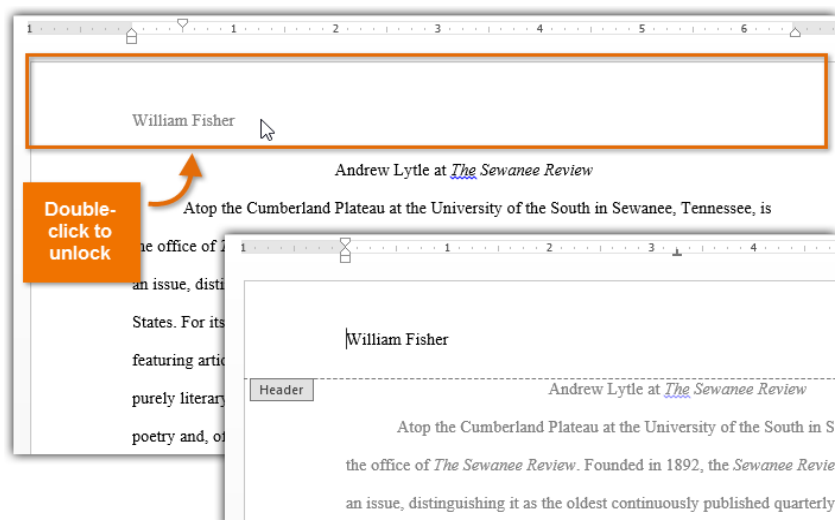 1 1 2 3 4 5 6
William Fisher
Andrew Lytle at The Sewanee Review
Double-
click to
unlock
Atop the Cumberland Plateau at the University of the South in Sewanee, Tennessee, is
the office of
an issue, disti
States. For its
featuring artic
purely literary
poetry and, of
1 1 2 3 4
William Fisher
Header
Andrew Lytle at The Sewanee Review
Atop the Cumberland Plateau at the University of the South in S
the office of The Sewanee Review. Founded in 1892, the Sewanee Revie
an issue, distinguishing it as the oldest continuously published quarterly